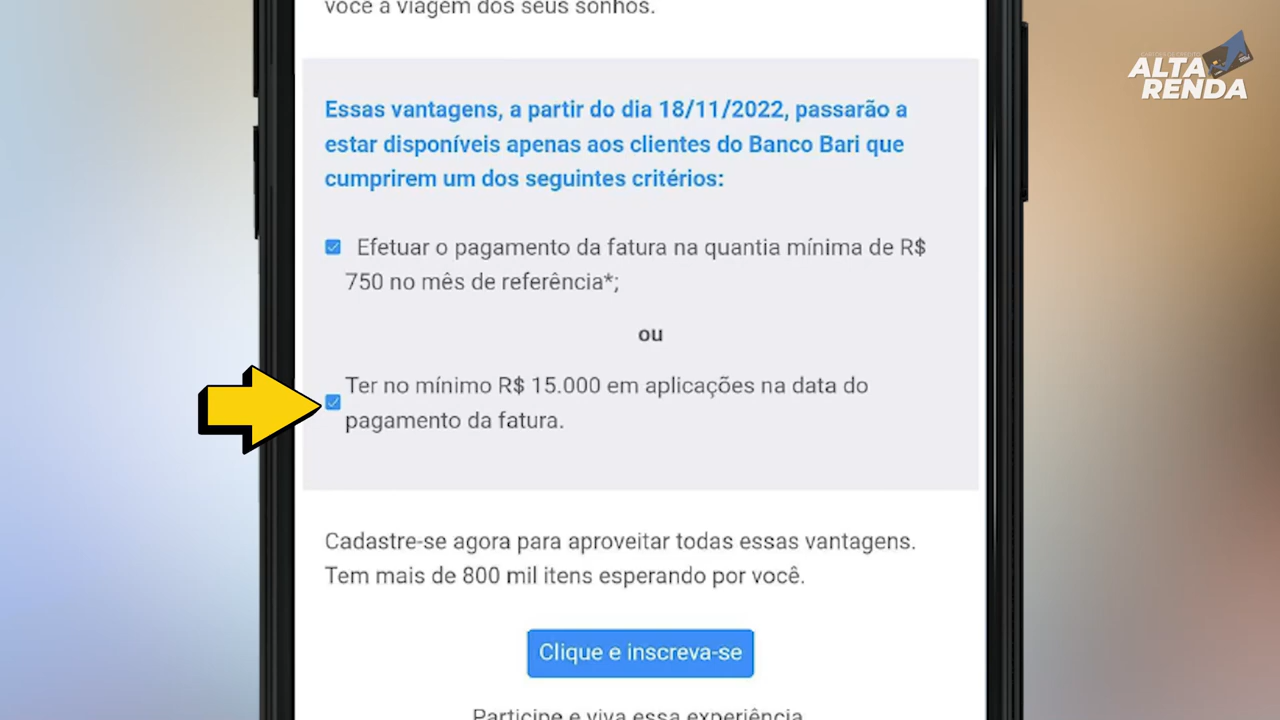 você a viagem dos seus sonhos.
ALTA
RENDA
Essas vantagens, a partir do dia 18/11/2022, passarão a
estar disponíveis apenas aos clientes do Banco Bari que
cumprirem um dos seguintes critérios:
Efetuar o pagamento da fatura na quantia mínima de R$
750 no mês de referência*;
ou
Ter no mínimo R$ 15.000 em aplicações na data do
pagamento da fatura.
Cadastre-se agora para aproveitar todas essas vantagens.
Tem mais de 800 mil itens esperando por você.
Clique e inscreva-se
Participe e viva essa experiência